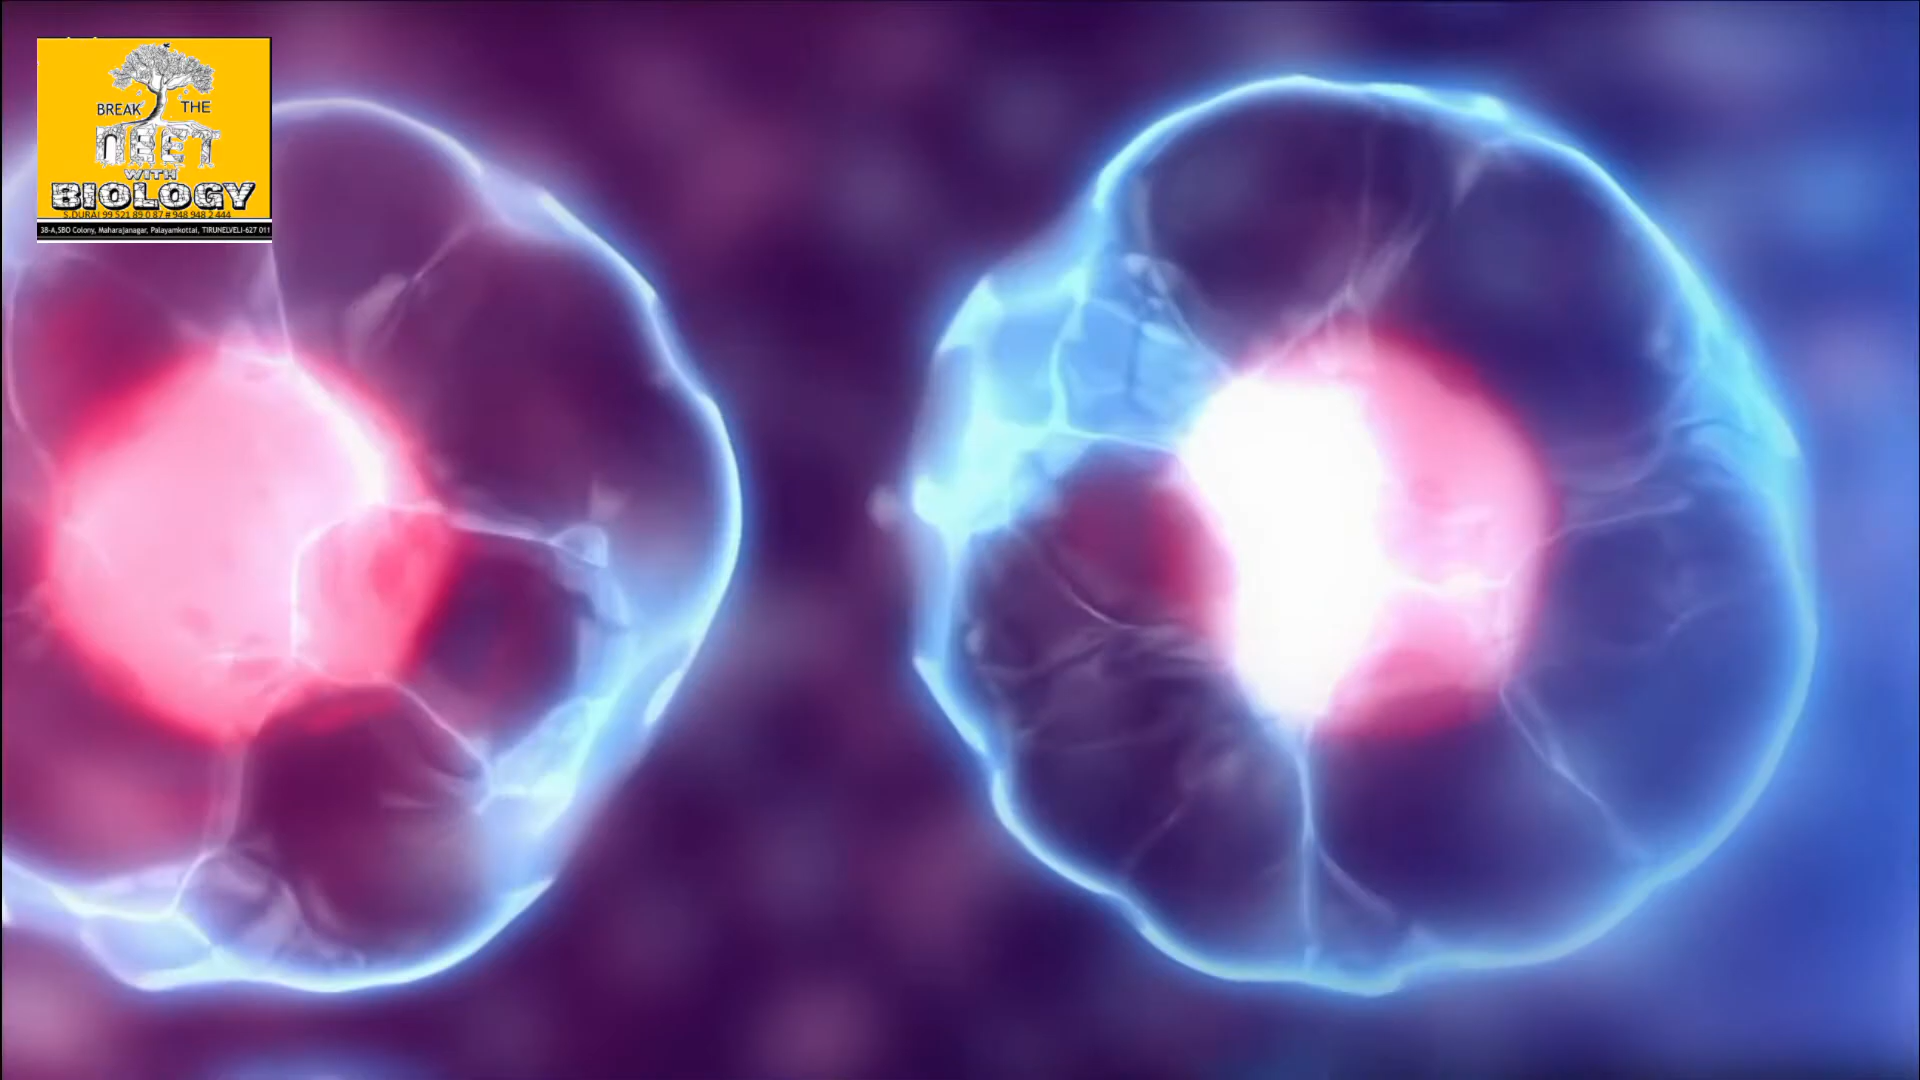 BREAK THE
NEET
WITH
BIOLOGY
S.DURAI 99 521 89 0 87 # 948 948 2 444
38-A,SBO Colony, Maharajanagar, Palayamkottai, TIRUNELVELI-627 011